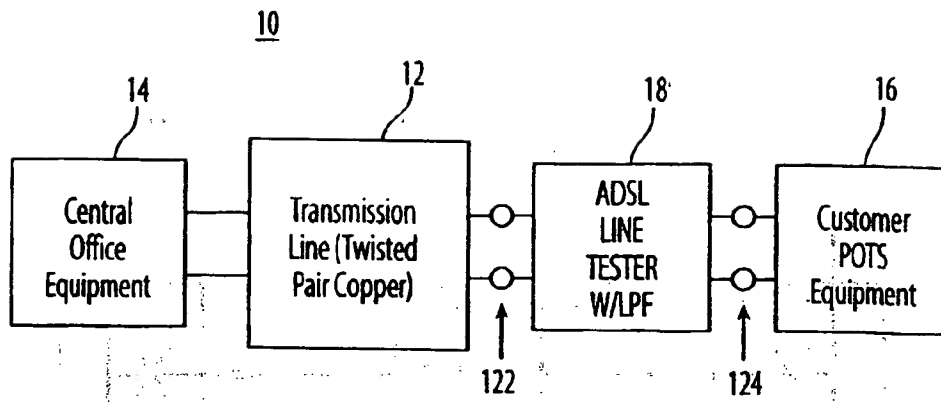 10
14
12
18
16
Central
Office
Equipment
Transmission
Line (Twisted
Pair Copper)
ADSL
LINE
TESTER
W/LPF
Customer
POTS
Equipment
122
124